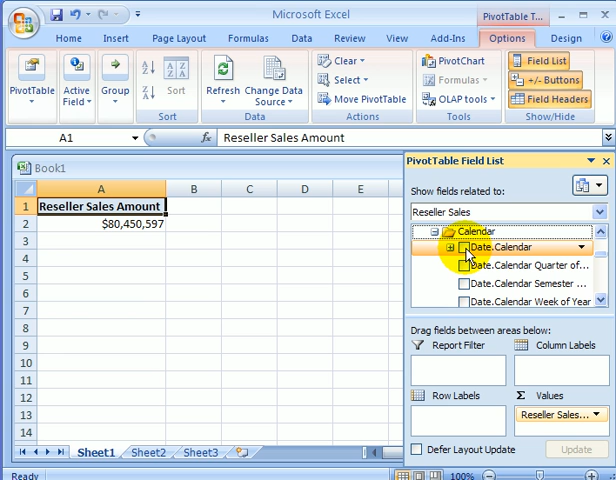 Microsoft Excel
PivotTable T...
Home
Insert
Page Layout
Formulas
Data
Review
View
Add-Ins
Options
Design
PivotTable
Active
Field
Group
Sort
Sort
Refresh
Change Data
Source
Data
Clear
Select
Move PivotTable
Actions
PivotChart
Formulas
OLAP tools
Tools
Field List
+/- Buttons
Field Headers
Show/Hide
A1
fx
Reseller Sales Amount
Book1
A
B
C
D
E
1
Reseller Sales Amount
2
$80,450,597
3
4
5
6
7
8
9
10
11
12
13
14
Sheet1
Sheet2
Sheet3
PivotTable Field List
Show fields related to:
Reseller Sales
Calendar
Date.Calendar
Date.Calendar Quarter of...
Date.Calendar Semester ...
Date.Calendar Week of Year
Drag fields between areas below:
Report Filter
Column Labels
Row Labels
Σ Values
Reseller Sales...
Defer Layout Update
Update
Ready
100%